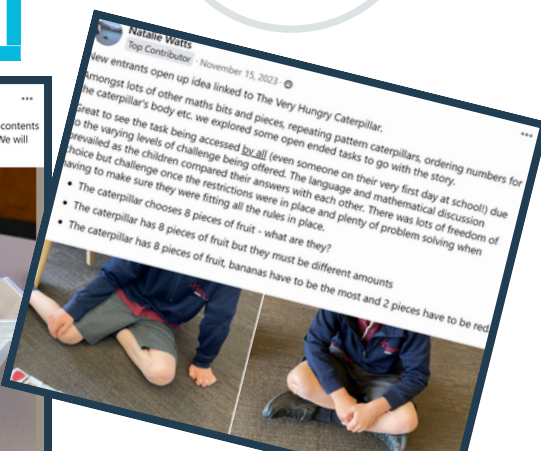 contents
We will
Natalie Watts
Top Contributor · November 15, 2023 ·
New entrants open up idea linked to The Very Hungry Caterpillar.
Amongst lots of other maths bits and pieces, repeating pattern caterpillars, ordering numbers for
the caterpillar's body etc. we explored some open ended tasks to go with the story.
Great to see the task being accessed by all (even someone on their very first day at school!) due
to the varying levels of challenge being offered. The language and mathematical discussion
prevailed as the children compared their answers with each other. There was lots of freedom of
choice but challenge once the restrictions were in place and plenty of problem solving when
having to make sure they were fitting all the rules in place.
• The caterpillar chooses 8 pieces of fruit - what are they?
• The caterpillar has 8 pieces of fruit but they must be different amounts
• The caterpillar has 8 pieces of fruit, bananas have to be the most and 2 pieces have to be red